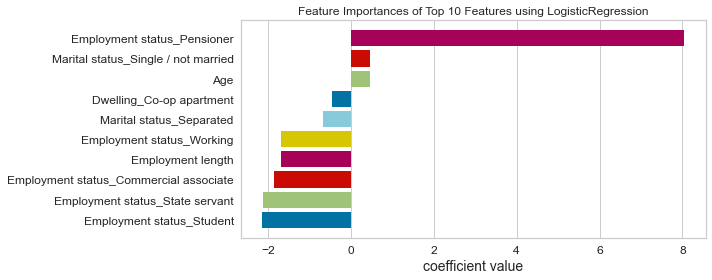 Feature Importances of Top 10 Features using LogisticRegression
Employment status_Pensioner
Marital status_Single / not married
Age
Dwelling_Co-op apartment
Marital status_Separated
Employment status_Working
Employment length
Employment status_Commercial associate
Employment status_State servant
Employment status_Student
−2 0 2 4 6 8
coefficient value